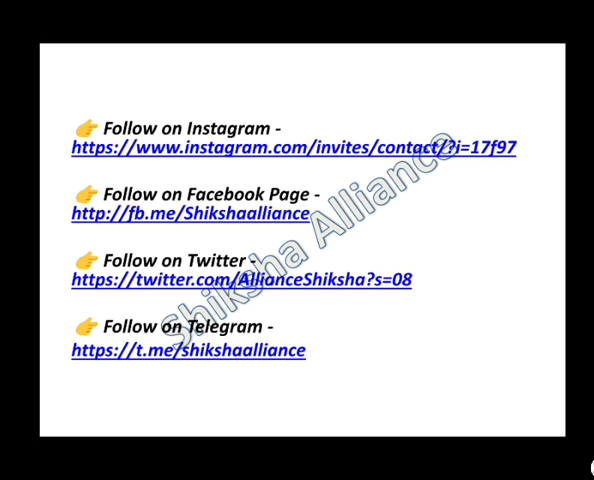 👉 Follow on Instagram -
https://www.instagram.com/invites/contact/?i=17f97
👉 Follow on Facebook Page -
http://fb.me/Shikshaalliance
👉 Follow on Twitter -
https://twitter.com/AllianceShiksha?s=08
👉 Follow on Telegram -
https://t.me/shikshaalliance
Shiksha Alliance